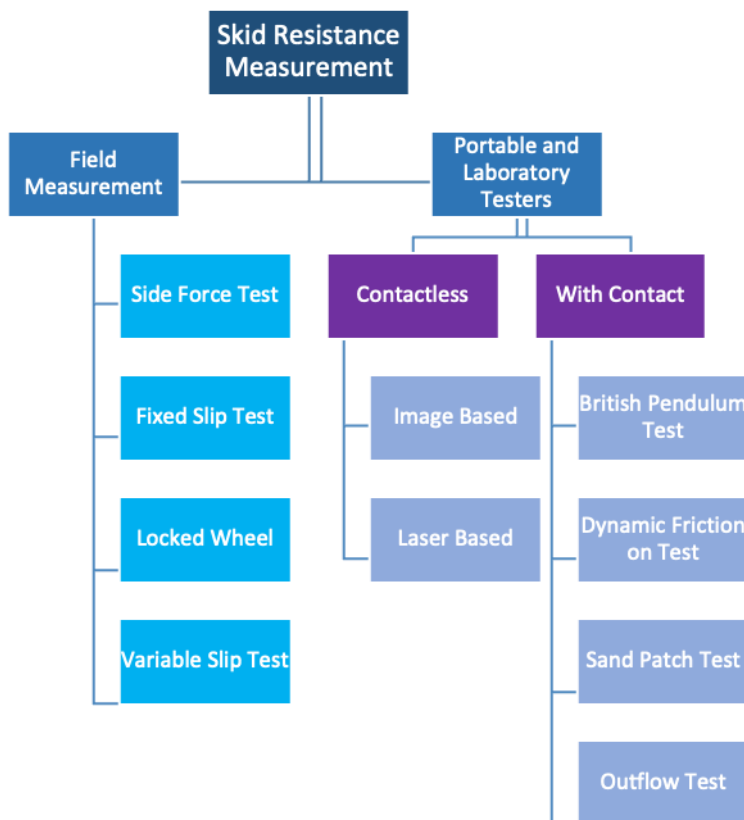 Skid Resistance
Measurement
Field
Measurement
Portable and
Laboratory
Testers
Side Force Test
Contactless
With Contact
Fixed Slip Test
Image Based
British Pendulum
Test
Locked Wheel
Laser Based
Dynamic Friction
on Test
Variable Slip Test
Sand Patch Test
Outflow Test